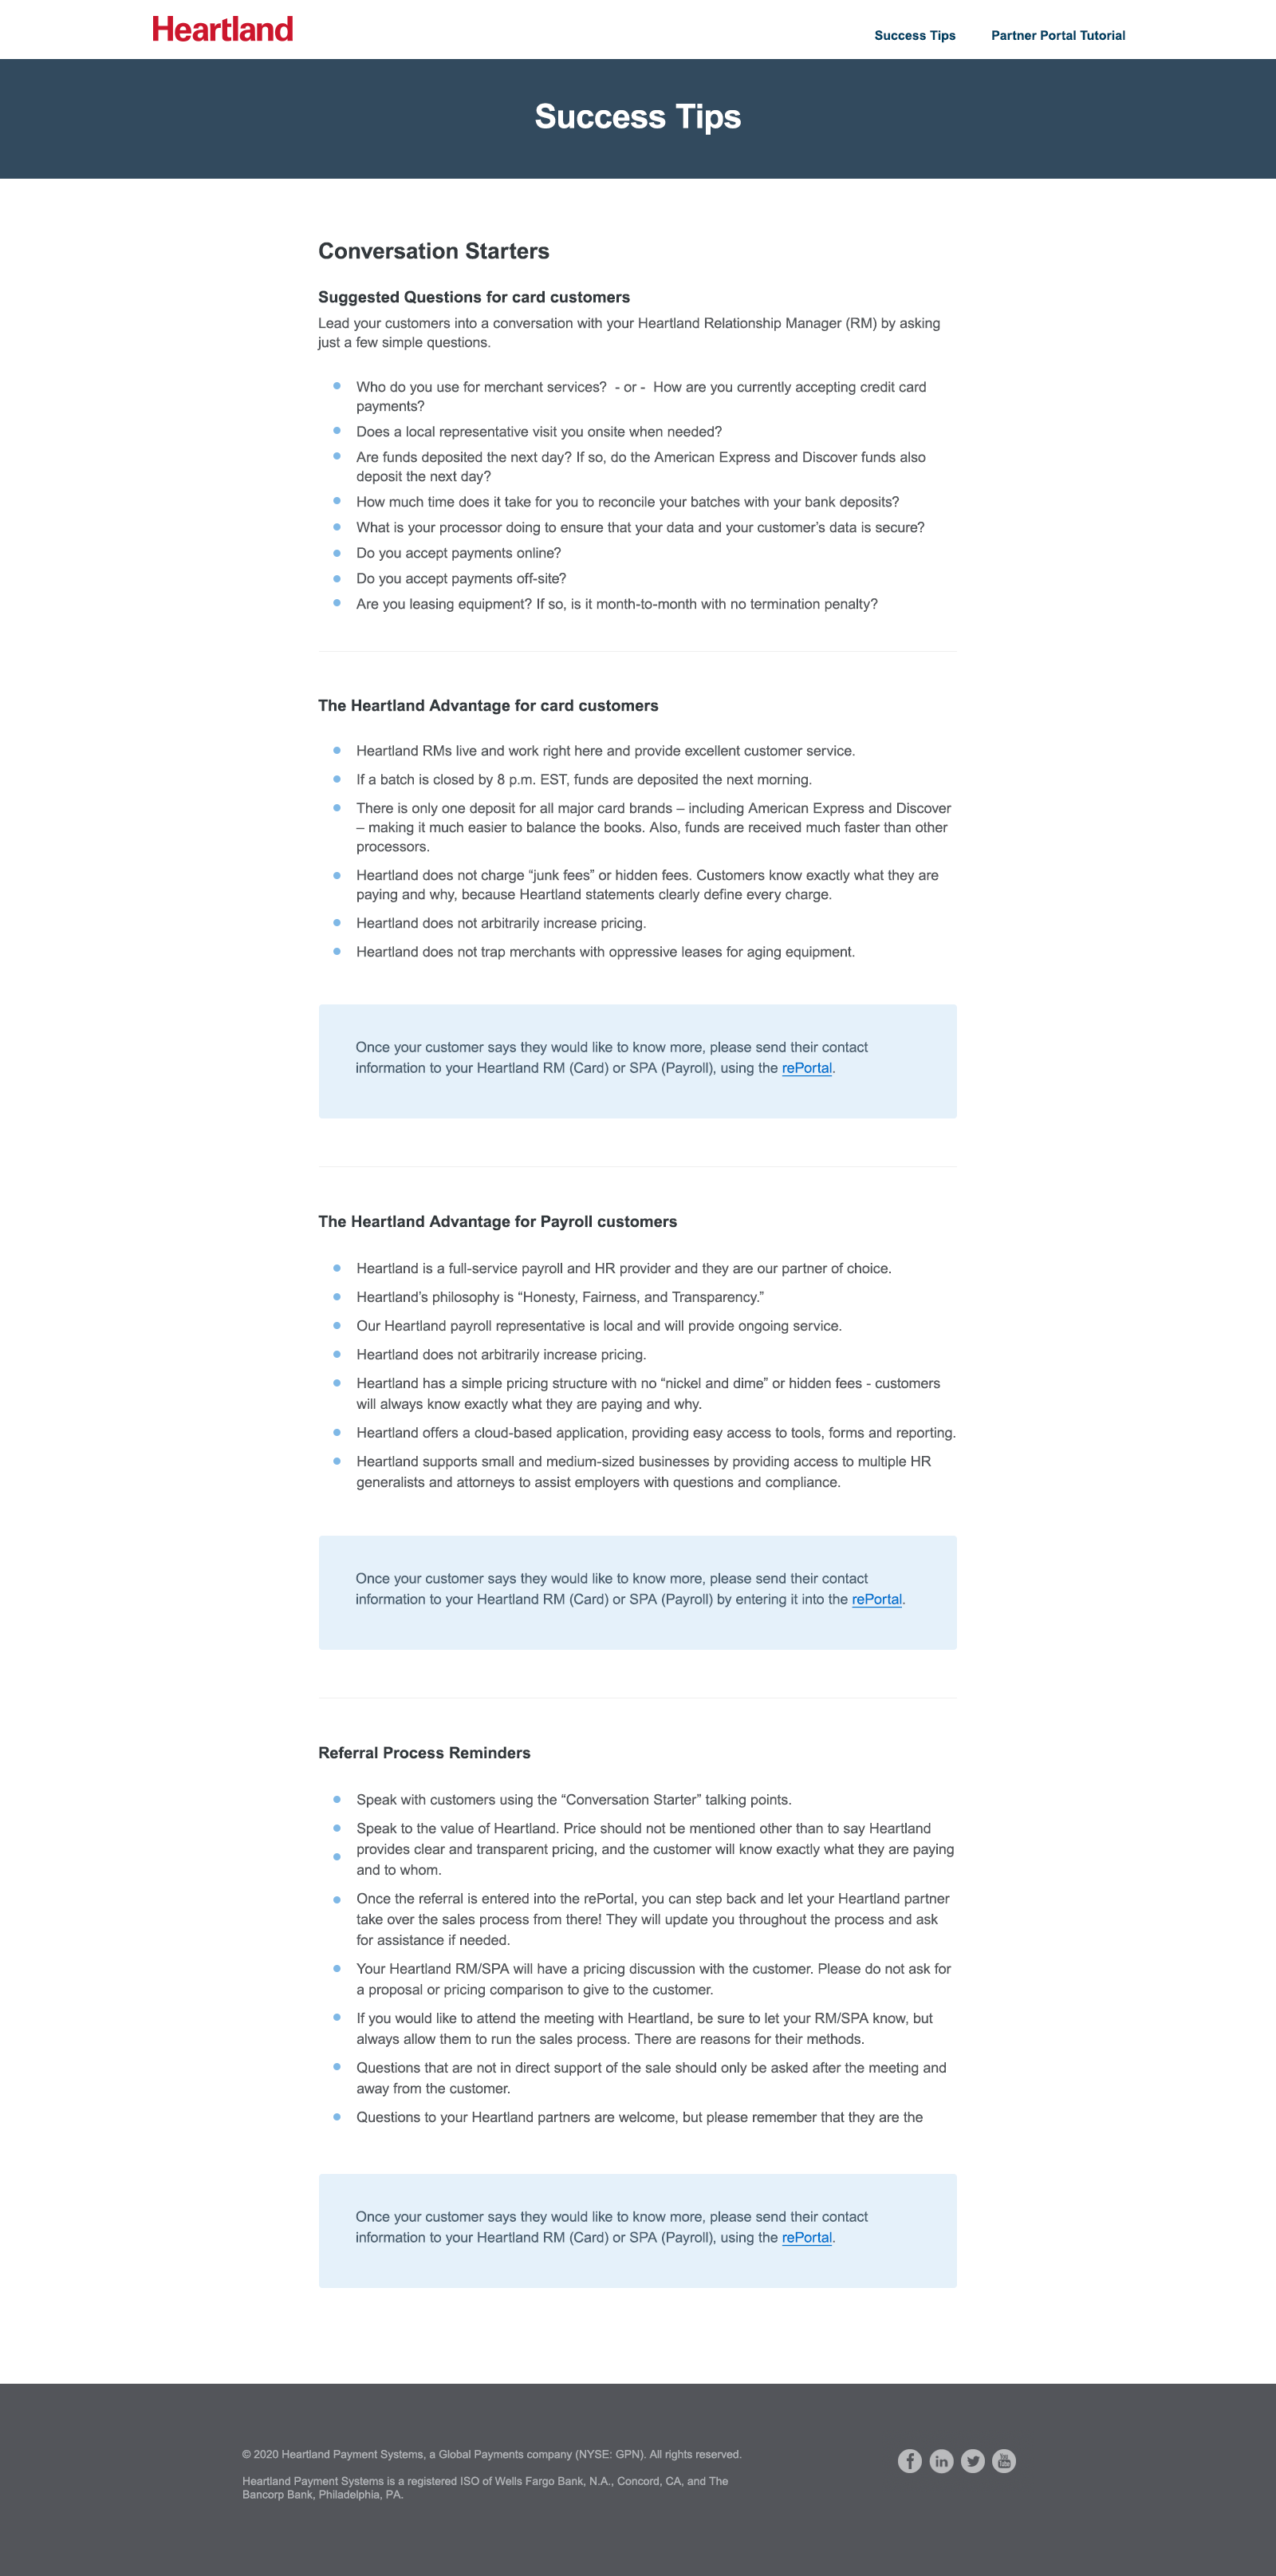 Heartland
Success Tips
Partner Portal Tutorial
Success Tips
Conversation Starters
Suggested Questions for card customers
Lead your customers into a conversation with your Heartland Relationship Manager (RM) by asking
just a few simple questions.
Who do you use for merchant services?  - or -  How are you currently accepting credit card
payments?
Does a local representative visit you onsite when needed?
Are funds deposited the next day? If so, do the American Express and Discover funds also
deposit the next day?
How much time does it take for you to reconcile your batches with your bank deposits?
What is your processor doing to ensure that your data and your customer’s data is secure?
Do you accept payments online?
Do you accept payments off-site?
Are you leasing equipment? If so, is it month-to-month with no termination penalty?
The Heartland Advantage for card customers
Heartland RMs live and work right here and provide excellent customer service.
If a batch is closed by 8 p.m. EST, funds are deposited the next morning.
There is only one deposit for all major card brands – including American Express and Discover
– making it much easier to balance the books. Also, funds are received much faster than other
processors.
Heartland does not charge “junk fees” or hidden fees. Customers know exactly what they are
paying and why, because Heartland statements clearly define every charge.
Heartland does not arbitrarily increase pricing.
Heartland does not trap merchants with oppressive leases for aging equipment.
Once your customer says they would like to know more, please send their contact
information to your Heartland RM (Card) or SPA (Payroll), using the rePortal.
The Heartland Advantage for Payroll customers
Heartland is a full-service payroll and HR provider and they are our partner of choice.
Heartland’s philosophy is “Honesty, Fairness, and Transparency.”
Our Heartland payroll representative is local and will provide ongoing service.
Heartland does not arbitrarily increase pricing.
Heartland has a simple pricing structure with no “nickel and dime” or hidden fees - customers
will always know exactly what they are paying and why.
Heartland offers a cloud-based application, providing easy access to tools, forms and reporting.
Heartland supports small and medium-sized businesses by providing access to multiple HR
generalists and attorneys to assist employers with questions and compliance.
Once your customer says they would like to know more, please send their contact
information to your Heartland RM (Card) or SPA (Payroll) by entering it into the rePortal.
Referral Process Reminders
Speak with customers using the “Conversation Starter” talking points.
Speak to the value of Heartland. Price should not be mentioned other than to say Heartland
provides clear and transparent pricing, and the customer will know exactly what they are paying
and to whom.
Once the referral is entered into the rePortal, you can step back and let your Heartland partner
take over the sales process from there! They will update you throughout the process and ask
for assistance if needed.
Your Heartland RM/SPA will have a pricing discussion with the customer. Please do not ask for
a proposal or pricing comparison to give to the customer.
If you would like to attend the meeting with Heartland, be sure to let your RM/SPA know, but
always allow them to run the sales process. There are reasons for their methods.
Questions that are not in direct support of the sale should only be asked after the meeting and
away from the customer.
Questions to your Heartland partners are welcome, but please remember that they are the
Once your customer says they would like to know more, please send their contact
information to your Heartland RM (Card) or SPA (Payroll), using the rePortal.
© 2020 Heartland Payment Systems, a Global Payments company (NYSE: GPN). All rights reserved.
Heartland Payment Systems is a registered ISO of Wells Fargo Bank, N.A., Concord, CA, and The
Bancorp Bank, Philadelphia, PA.